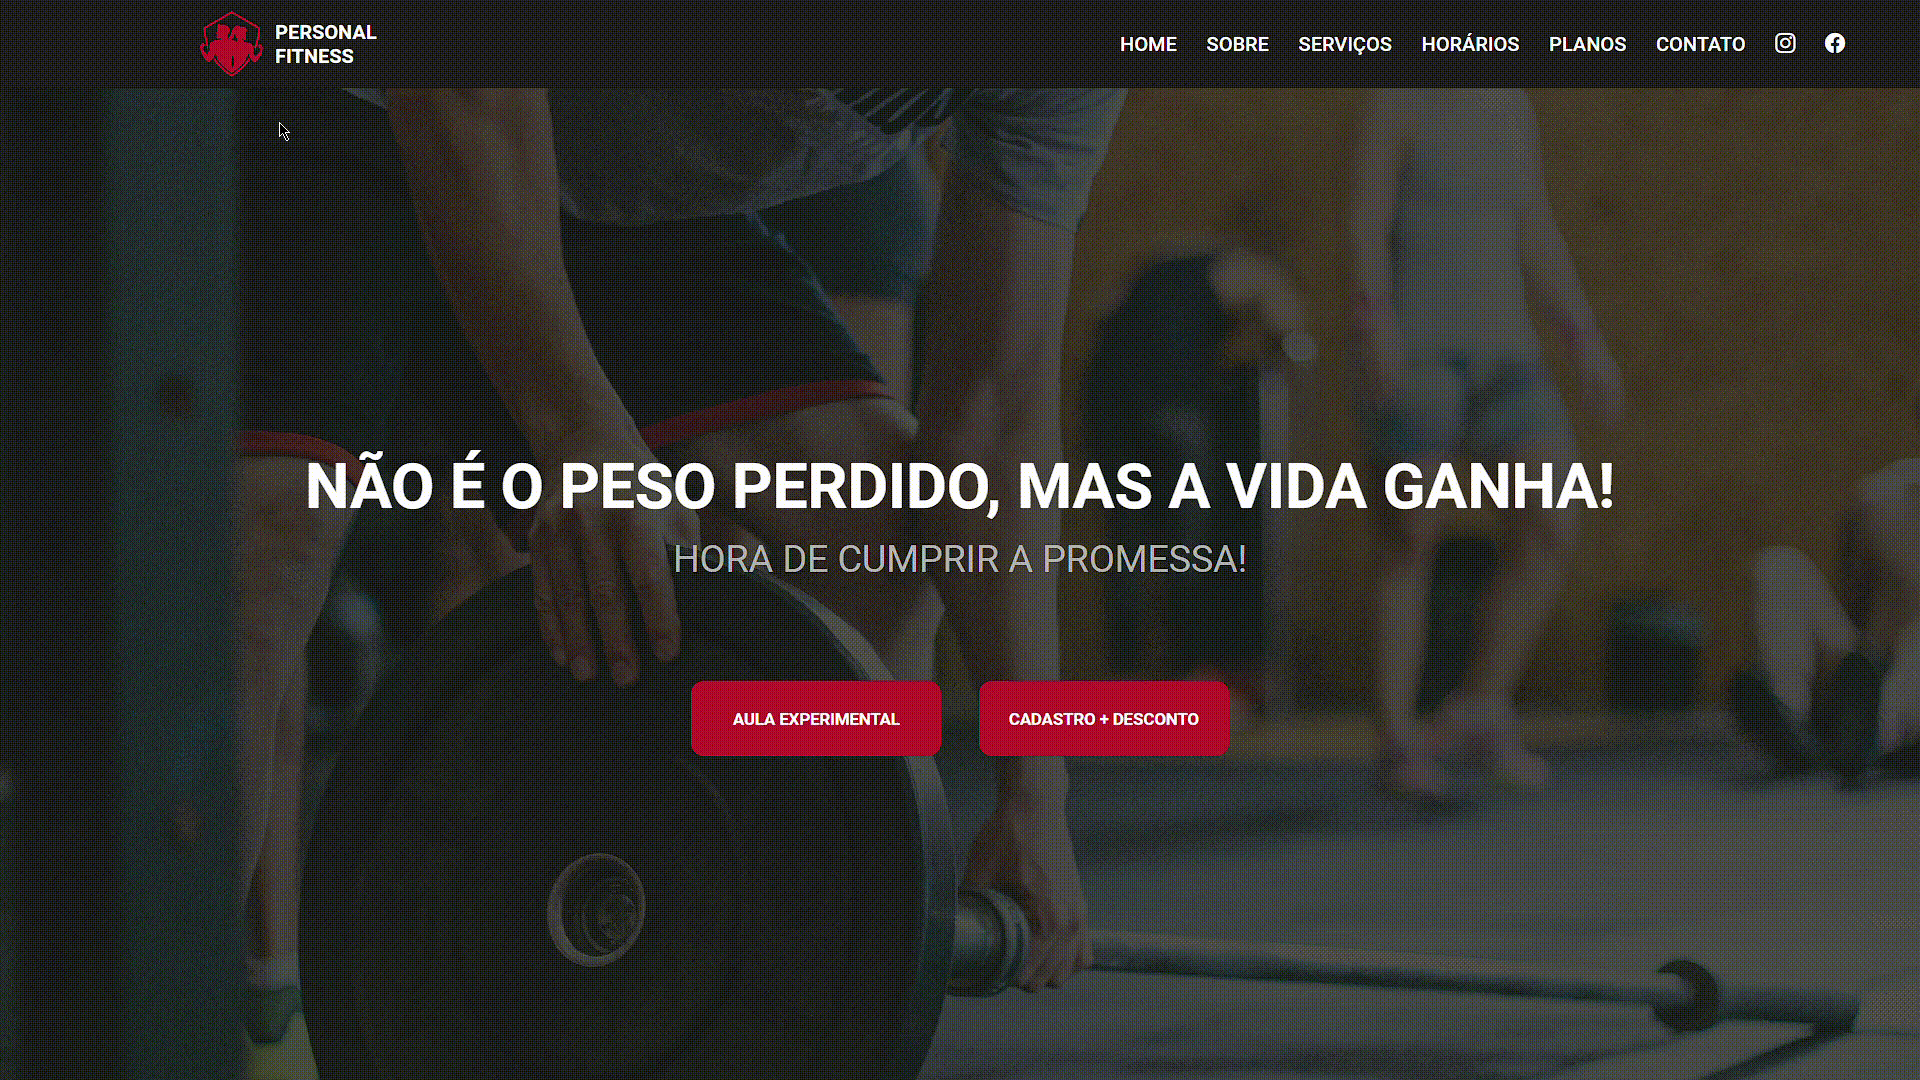 PERSONAL
FITNESS
HOME SOBRE SERVIÇOS HORÁRIOS PLANOS CONTATO
NÃO É O PESO PERDIDO, MAS A VIDA GANHA!
HORA DE CUMPRIR A PROMESSA!
AULA EXPERIMENTAL CADASTRO + DESCONTO